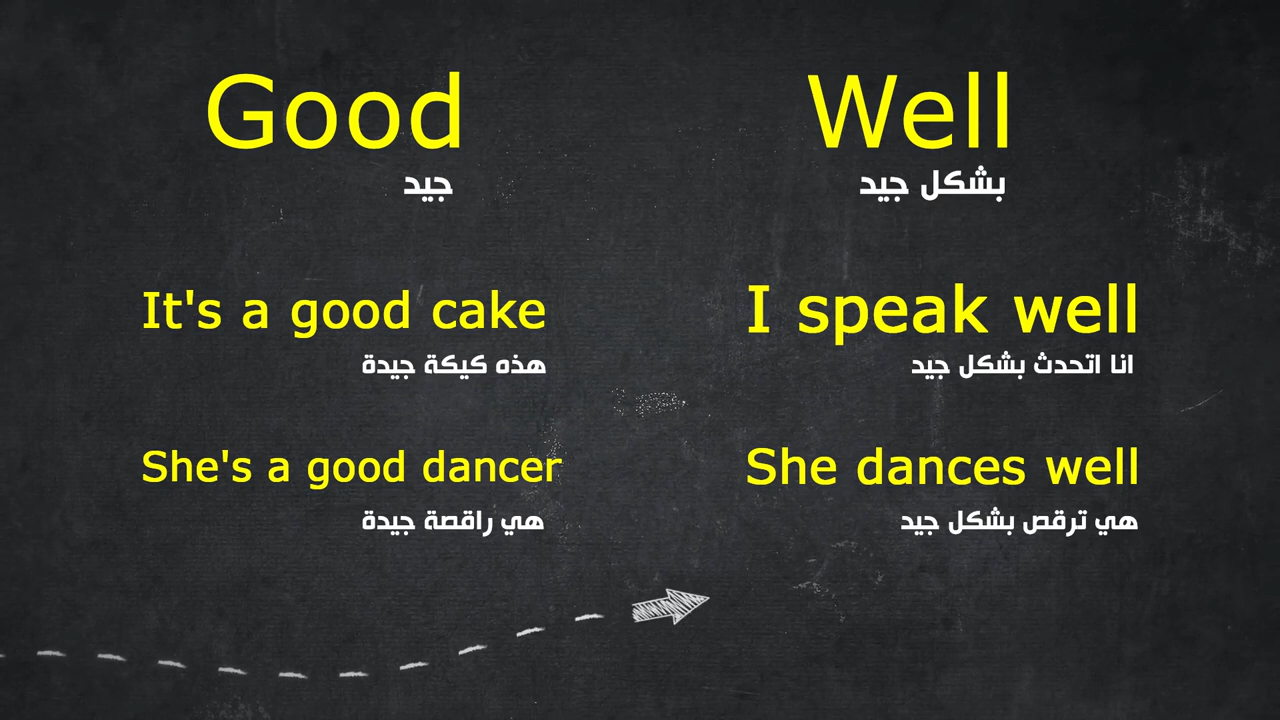 Good
جيد
It's a good cake
هذه كيكة جيدة
She's a good dancer
هي راقصة جيدة
Well
بشكل جيد
I speak well
انا اتحدث بشكل جيد
She dances well
هي ترقص بشكل جيد